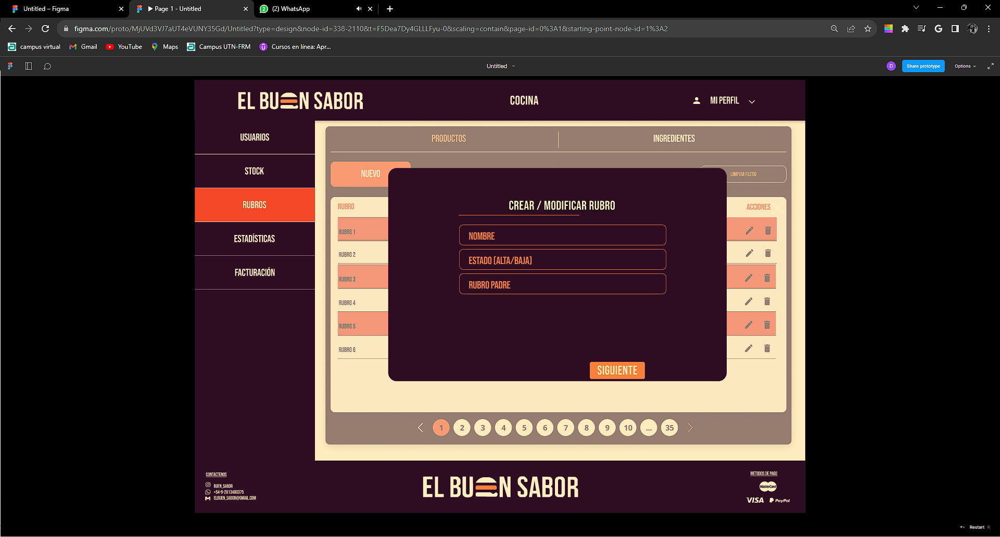 Untitled – Figma
Page 1 - Untitled
(2) WhatsApp
figma.com/proto/MjUVd3VJ7aUT4eVUNY35Gd/Untitled?type=design&node-id=338-2110&t=F5Dea7Dy4GLLLFyu-0&scaling=contain&page-id=0%3A1&starting-point-node-id=1%3A2
campus virtual
Gmail
YouTube
Maps
Campus UTN-FRM
Cursos en línea: Apr...
Untitled
D
Share prototype
Options
EL BUEN SABOR
COCINA
MI PERFIL
USUARIOS
STOCK
RUBROS
ESTADÍSTICAS
FACTURACIÓN
PRODUCTOS
INGREDIENTES
NUEVO
LIMPIAR FILTRO
RUBRO
ACCIONES
RUBRO 1
RUBRO 2
RUBRO 3
RUBRO 4
RUBRO 5
RUBRO 6
CREAR / MODIFICAR RUBRO
NOMBRE
ESTADO (ALTA/BAJA)
RUBRO PADRE
SIGUIENTE
1 2 3 4 5 6 7 8 9 10 ... 35
CONTACTENOS
BUEN_SABOR
+54-9-2613480375
ELBUEN_SABOR@GMAIL.COM
EL BUEN SABOR
METODOS DE PAGO
MasterCard
VISA PayPal
Restart R